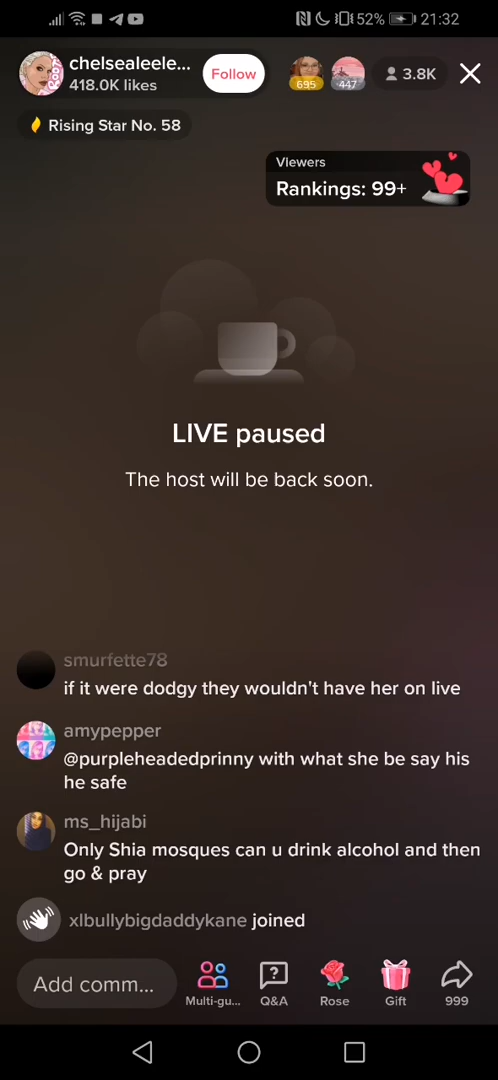 52% 21:32
chelsealeele...
418.0K likes
Follow
695
447
3.8K
Rising Star No. 58
Viewers
Rankings: 99+
LIVE paused
The host will be back soon.
smurfette78
if it were dodgy they wouldn't have her on live
amypepper
@purpleheadedprinny with what she be say his
he safe
ms_hijabi
Only Shia mosques can u drink alcohol and then
go & pray
xlbullybigdaddykane joined
Add comm...
Multi-gu...
Q&A
Rose
Gift
999